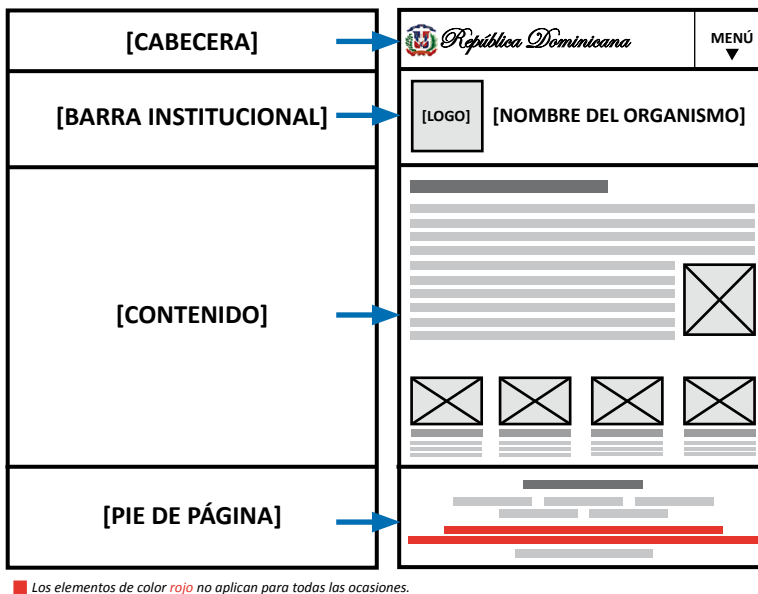 [CABECERA]
República Dominicana
MENÚ
[BARRA INSTITUCIONAL]
[LOGO]
[NOMBRE DEL ORGANISMO]
[CONTENIDO]
[PIE DE PÁGINA]
Los elementos de color rojo no aplican para todas las ocasiones.